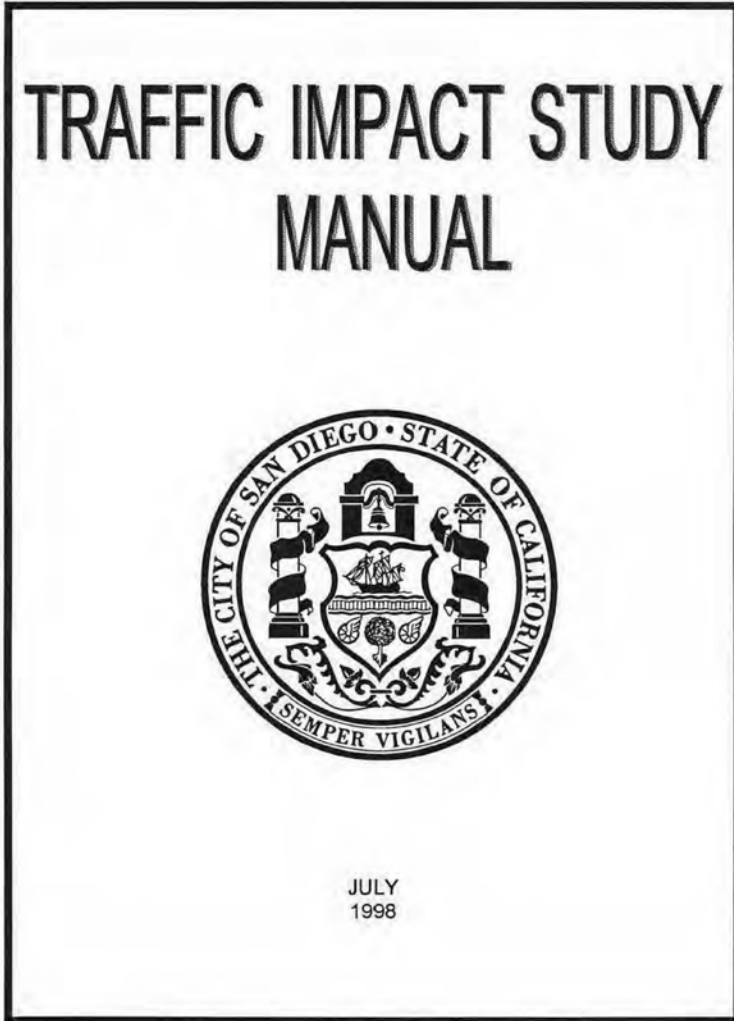 TRAFFIC IMPACT STUDY
MANUAL
THE CITY OF SAN DIEGO • STATE OF CALIFORNIA •
SEMPER VIGILANS
JULY
1998